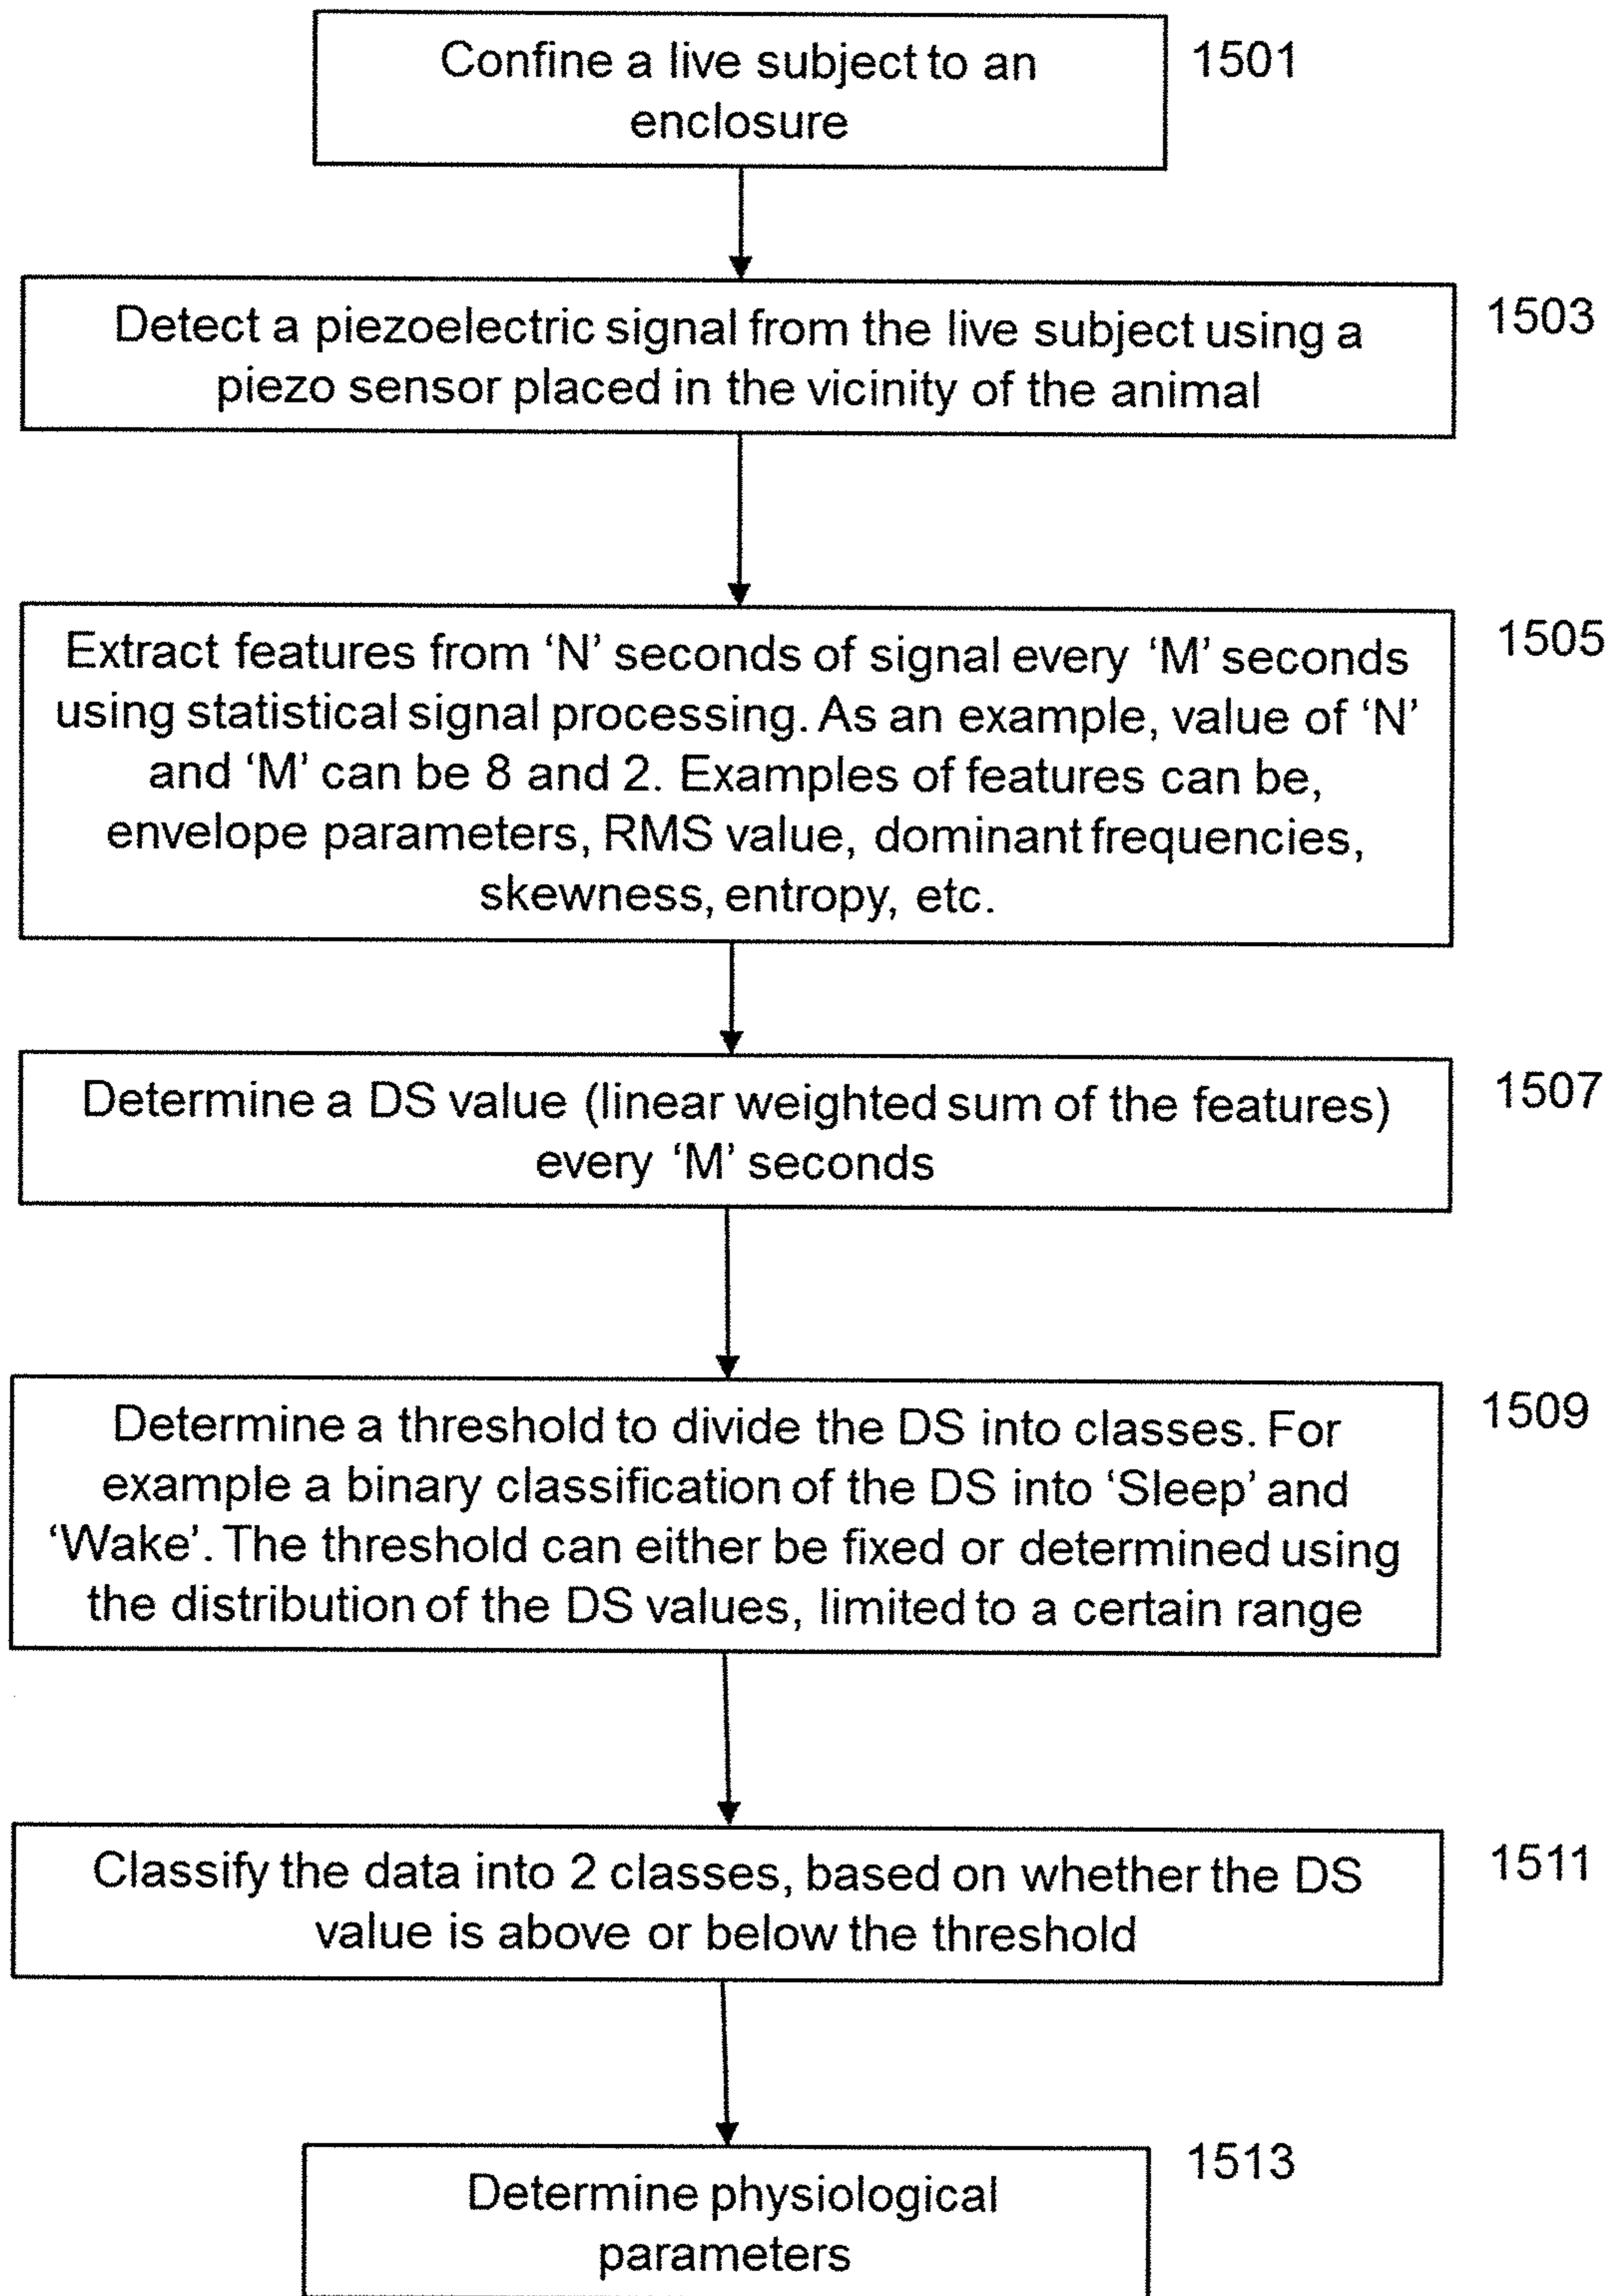 Confine a live subject to an
enclosure
1501
Detect a piezoelectric signal from the live subject using a
piezo sensor placed in the vicinity of the animal
1503
Extract features from ‘N’ seconds of signal every ‘M’ seconds
using statistical signal processing. As an example, value of ‘N’
and ‘M’ can be 8 and 2. Examples of features can be,
envelope parameters, RMS value, dominant frequencies,
skewness, entropy, etc.
1505
Determine a DS value (linear weighted sum of the features)
every ‘M’ seconds
1507
Determine a threshold to divide the DS into classes. For
example a binary classification of the DS into ‘Sleep’ and
‘Wake’. The threshold can either be fixed or determined using
the distribution of the DS values, limited to a certain range
1509
Classify the data into 2 classes, based on whether the DS
value is above or below the threshold
1511
Determine physiological
parameters
1513